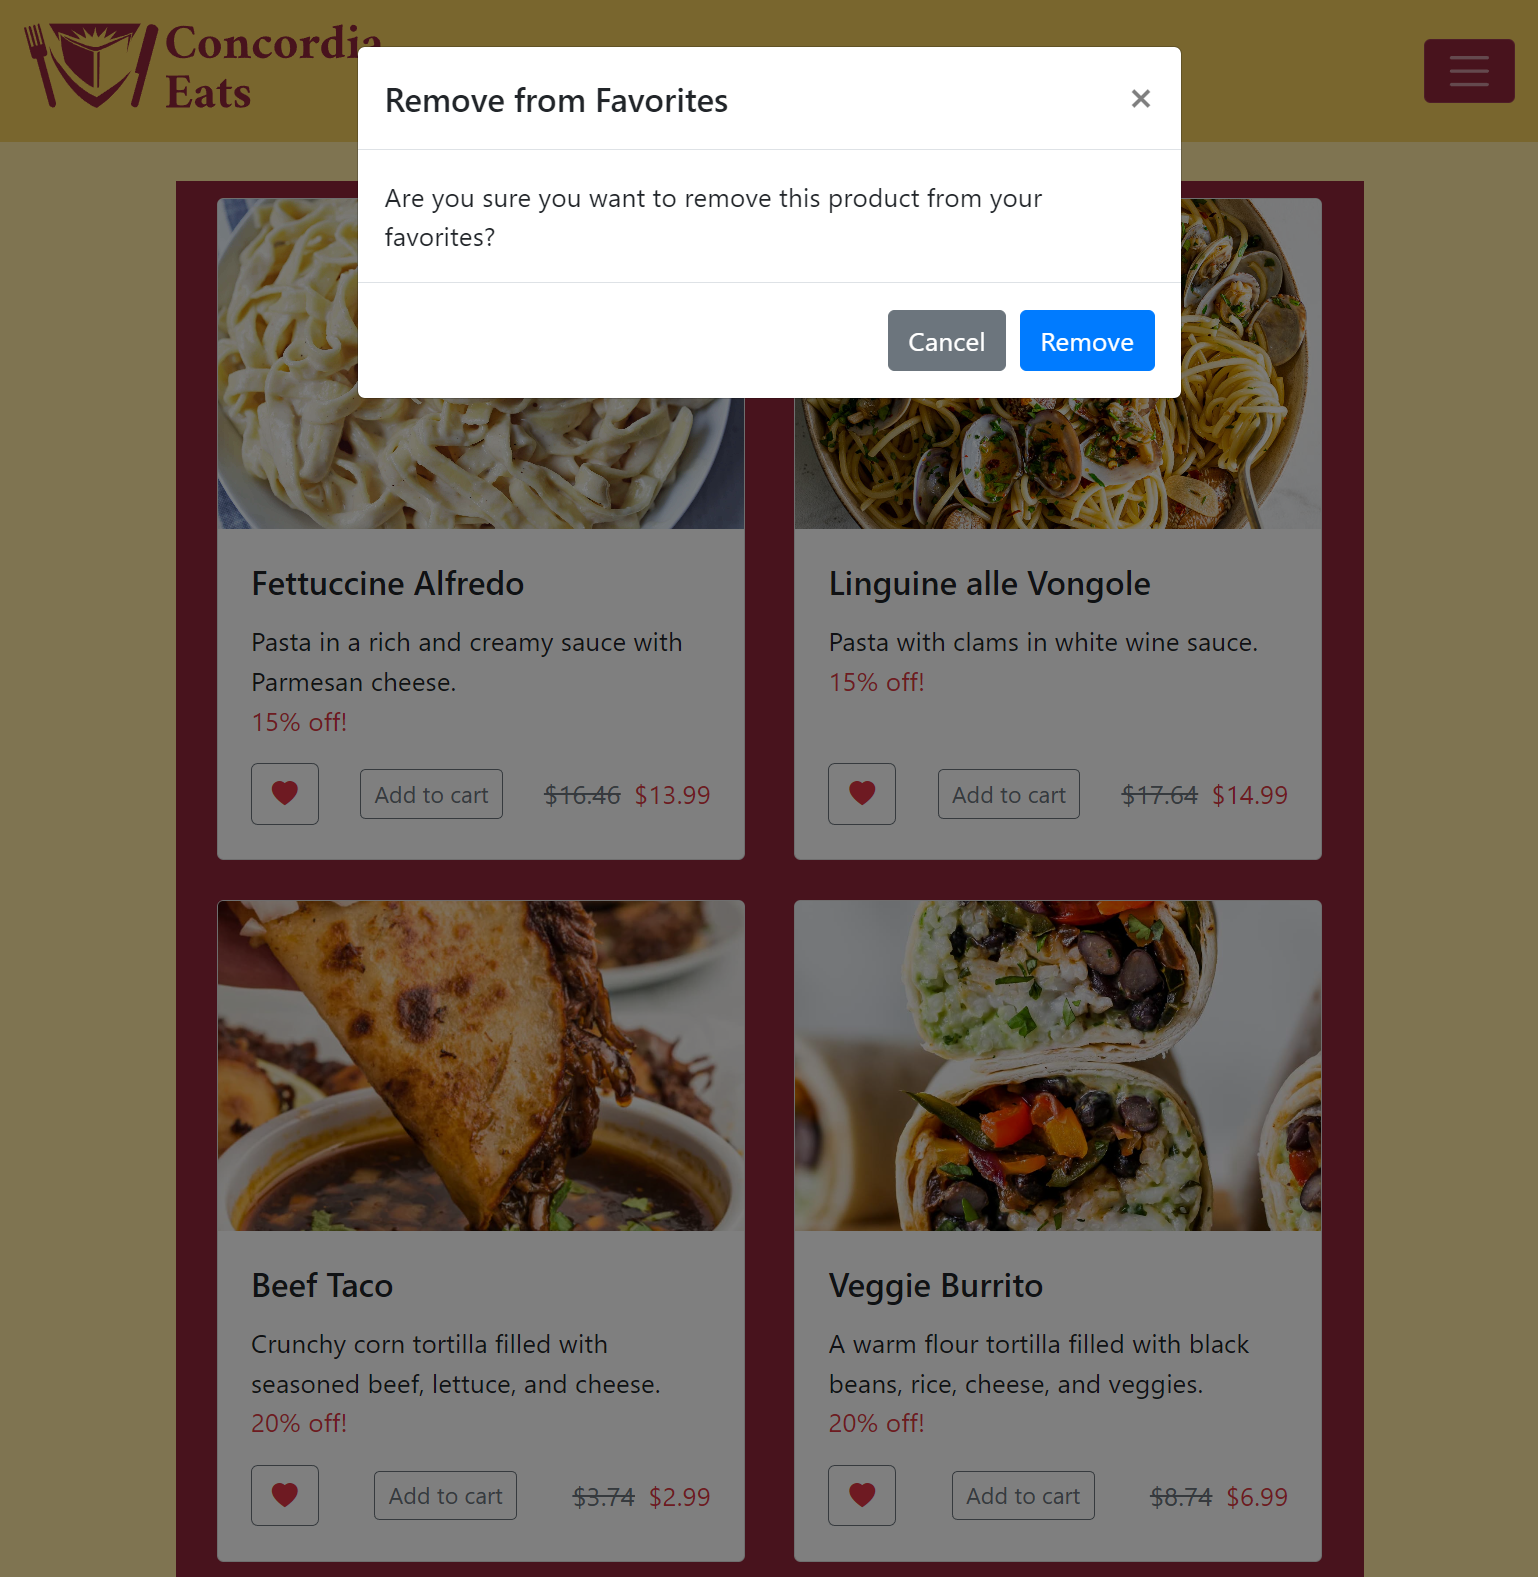 Concordia
Eats
Remove from Favorites
×
Are you sure you want to remove this product from your
favorites?
Cancel
Remove
Fettuccine Alfredo
Pasta in a rich and creamy sauce with
Parmesan cheese.
15% off!
Add to cart
$16.46 $13.99
Linguine alle Vongole
Pasta with clams in white wine sauce.
15% off!
Add to cart
$17.64 $14.99
Beef Taco
Crunchy corn tortilla filled with
seasoned beef, lettuce, and cheese.
20% off!
Add to cart
$3.74 $2.99
Veggie Burrito
A warm flour tortilla filled with black
beans, rice, cheese, and veggies.
20% off!
Add to cart
$8.74 $6.99